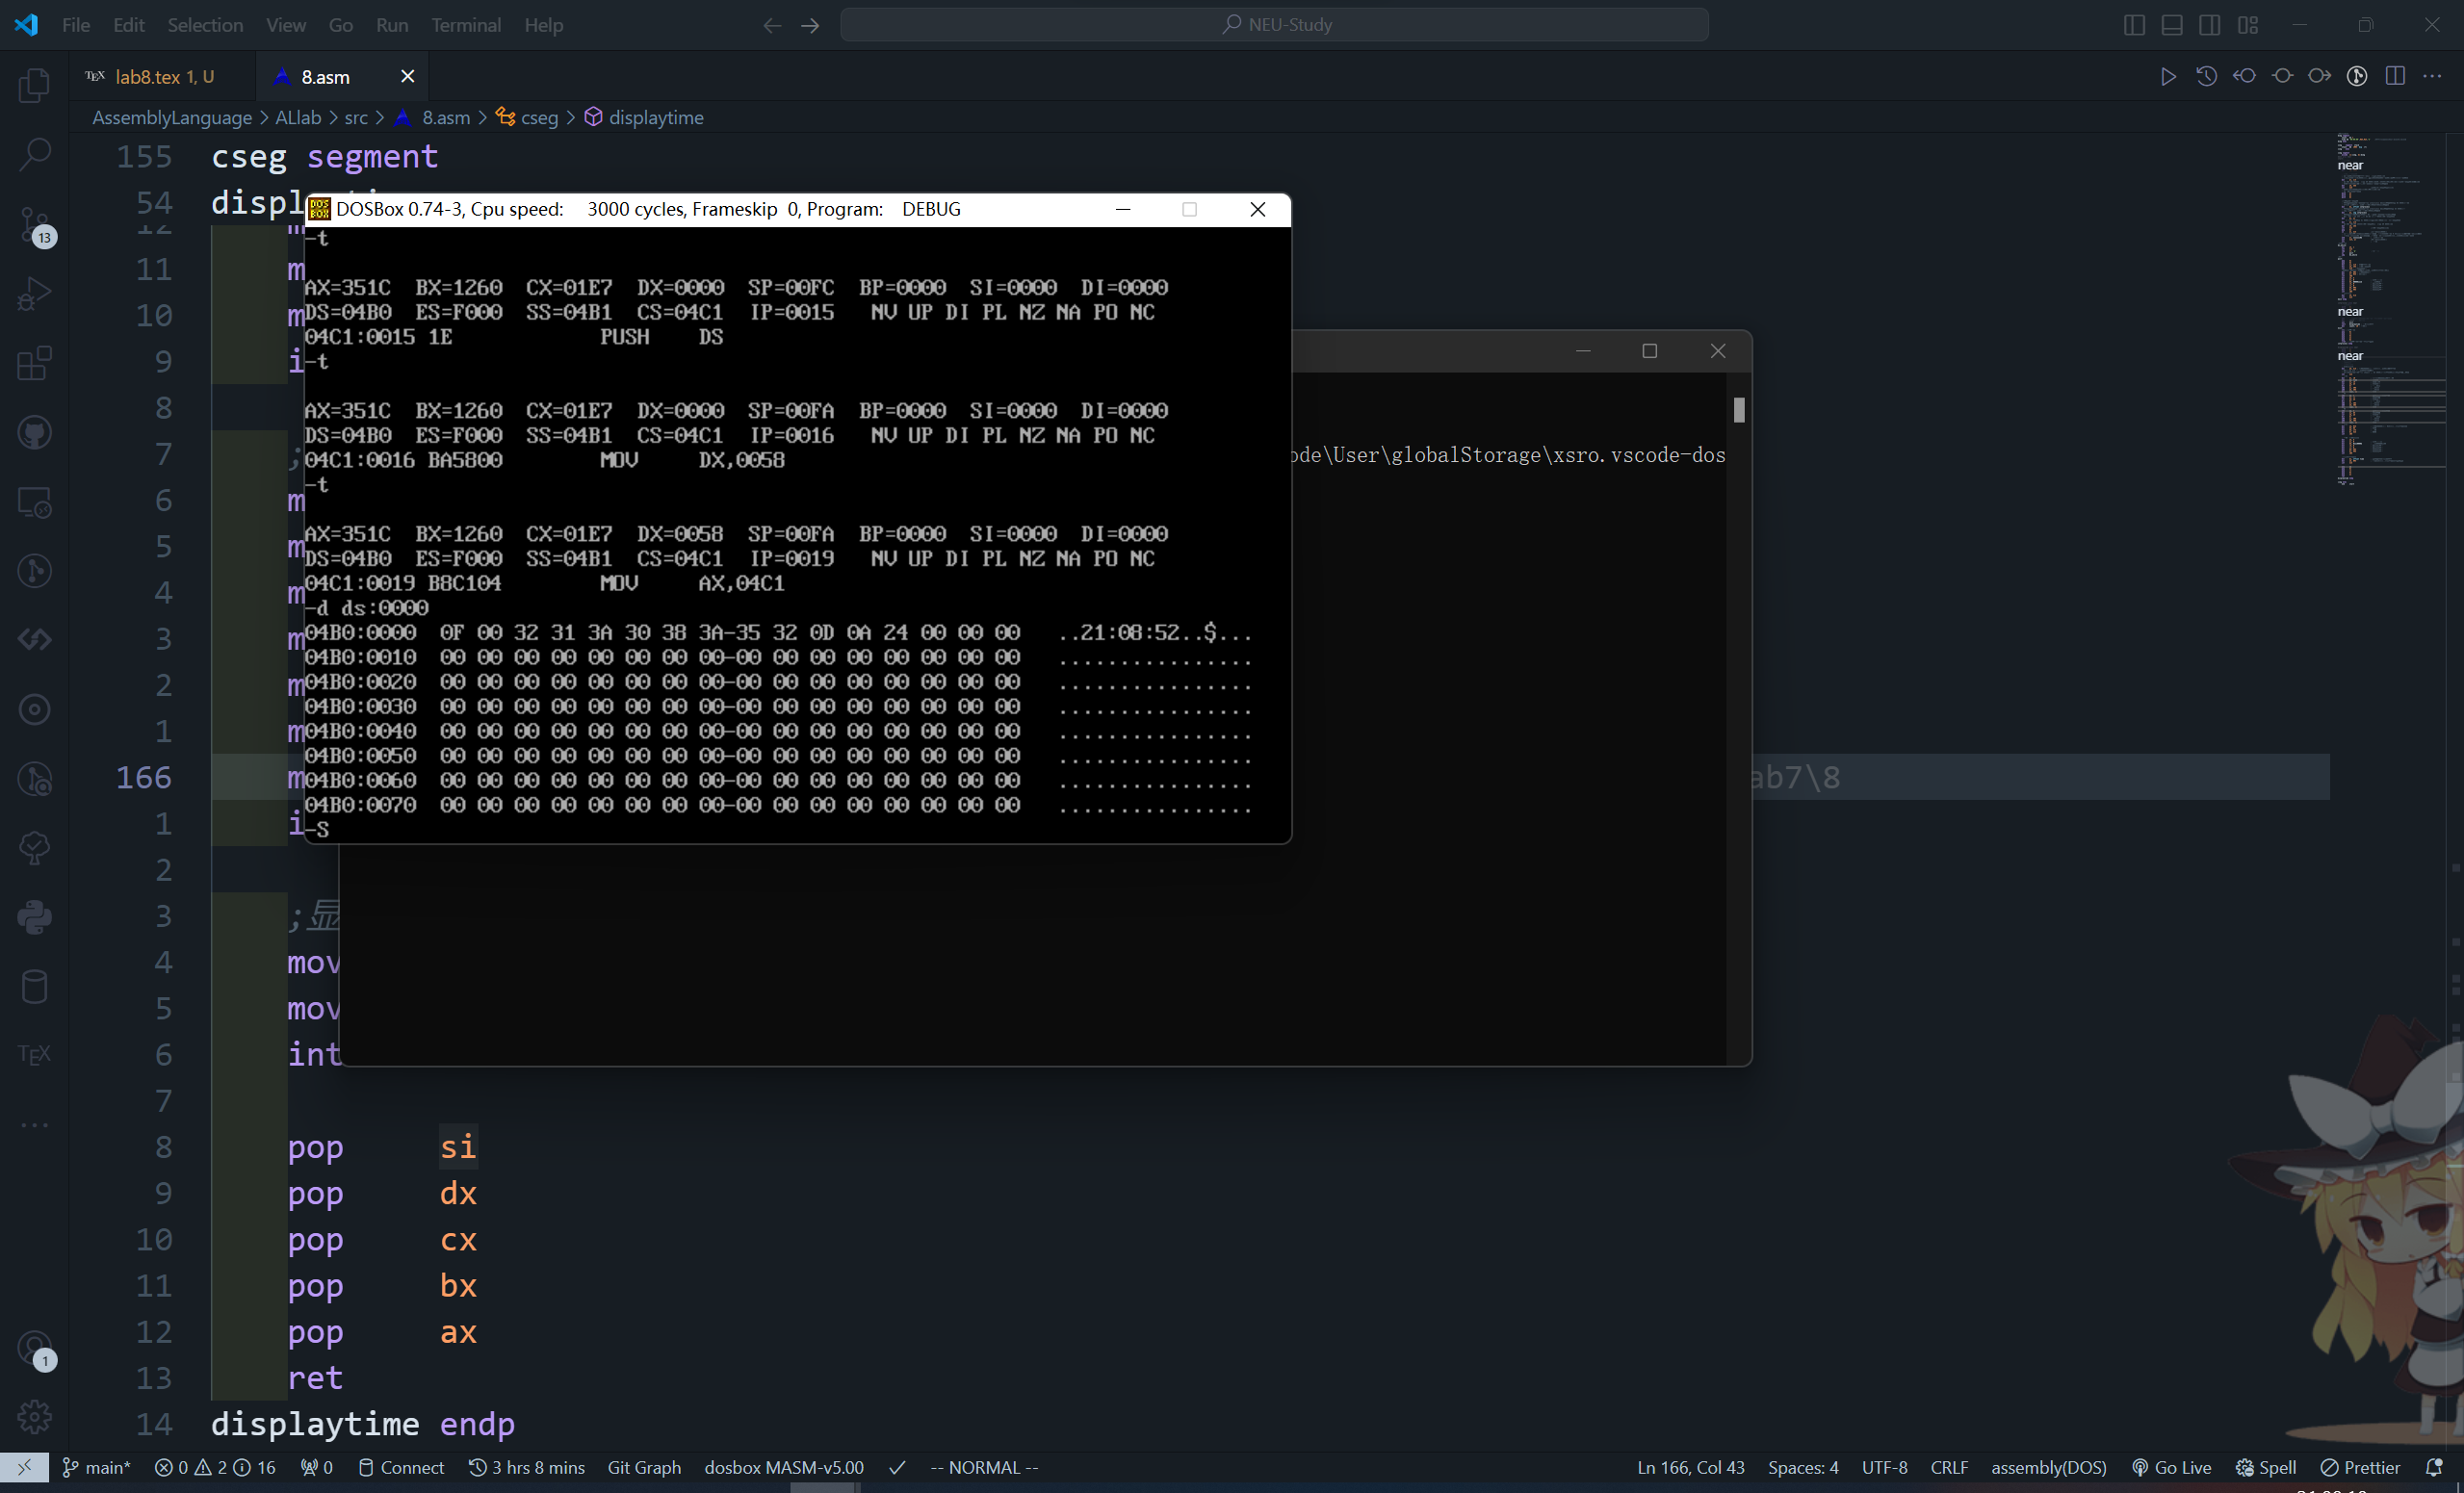 File Edit Selection View Go Run Terminal Help
NEU-Study
lab8.tex 1, U
8.asm
AssemblyLanguage > ALlab > src > 8.asm > cseg > displaytime
155 cseg segment
54 displ
DOSBox 0.74-3, Cpu speed: 3000 cycles, Frameskip 0, Program: DEBUG
-t
AX=351C BX=1260 CX=01E7 DX=0000 SP=00FC BP=0000 SI=0000 DI=0000
DS=04B0 ES=F000 SS=04B1 CS=04C1 IP=0015 NV UP DI PL NZ NA PO NC
04C1:0015 1E PUSH DS
-t
AX=351C BX=1260 CX=01E7 DX=0000 SP=00FA BP=0000 SI=0000 DI=0000
DS=04B0 ES=F000 SS=04B1 CS=04C1 IP=0016 NV UP DI PL NZ NA PO NC
04C1:0016 BA5800 MOV DX,0058
-t
AX=351C BX=1260 CX=01E7 DX=0058 SP=00FA BP=0000 SI=0000 DI=0000
DS=04B0 ES=F000 SS=04B1 CS=04C1 IP=0019 NV UP DI PL NZ NA PO NC
04C1:0019 B8C104 MOV AX,04C1
-d ds:0000
04B0:0000 0F 00 32 31 3A 30 38 3A-35 32 0D 0A 24 00 00 00 ..21:08:52..$...
04B0:0010 00 00 00 00 00 00 00 00-00 00 00 00 00 00 00 00 ................
04B0:0020 00 00 00 00 00 00 00 00-00 00 00 00 00 00 00 00 ................
04B0:0030 00 00 00 00 00 00 00 00-00 00 00 00 00 00 00 00 ................
04B0:0040 00 00 00 00 00 00 00 00-00 00 00 00 00 00 00 00 ................
04B0:0050 00 00 00 00 00 00 00 00-00 00 00 00 00 00 00 00 ................
04B0:0060 00 00 00 00 00 00 00 00-00 00 00 00 00 00 00 00 ................
04B0:0070 00 00 00 00 00 00 00 00-00 00 00 00 00 00 00 00 ................
-S
ode\User\globalStorage\xsro.vscode-dos
12 m
11 m
10 m
9 i
8
7 ;
6 m
5 m
4 m
3 m
2 m
1 m
166 m ab7\8
1 i
2
3 ;显
4 mov
5 mov
6 int
7
8 pop si
9 pop dx
10 pop cx
11 pop bx
12 pop ax
13 ret
14 displaytime endp
near
near
near
13
TEX
1
main* 0 2 16 0 Connect 3 hrs 8 mins Git Graph dosbox MASM-v5.00 -- NORMAL -- Ln 166, Col 43 Spaces: 4 UTF-8 CRLF assembly(DOS) Go Live Spell Prettier